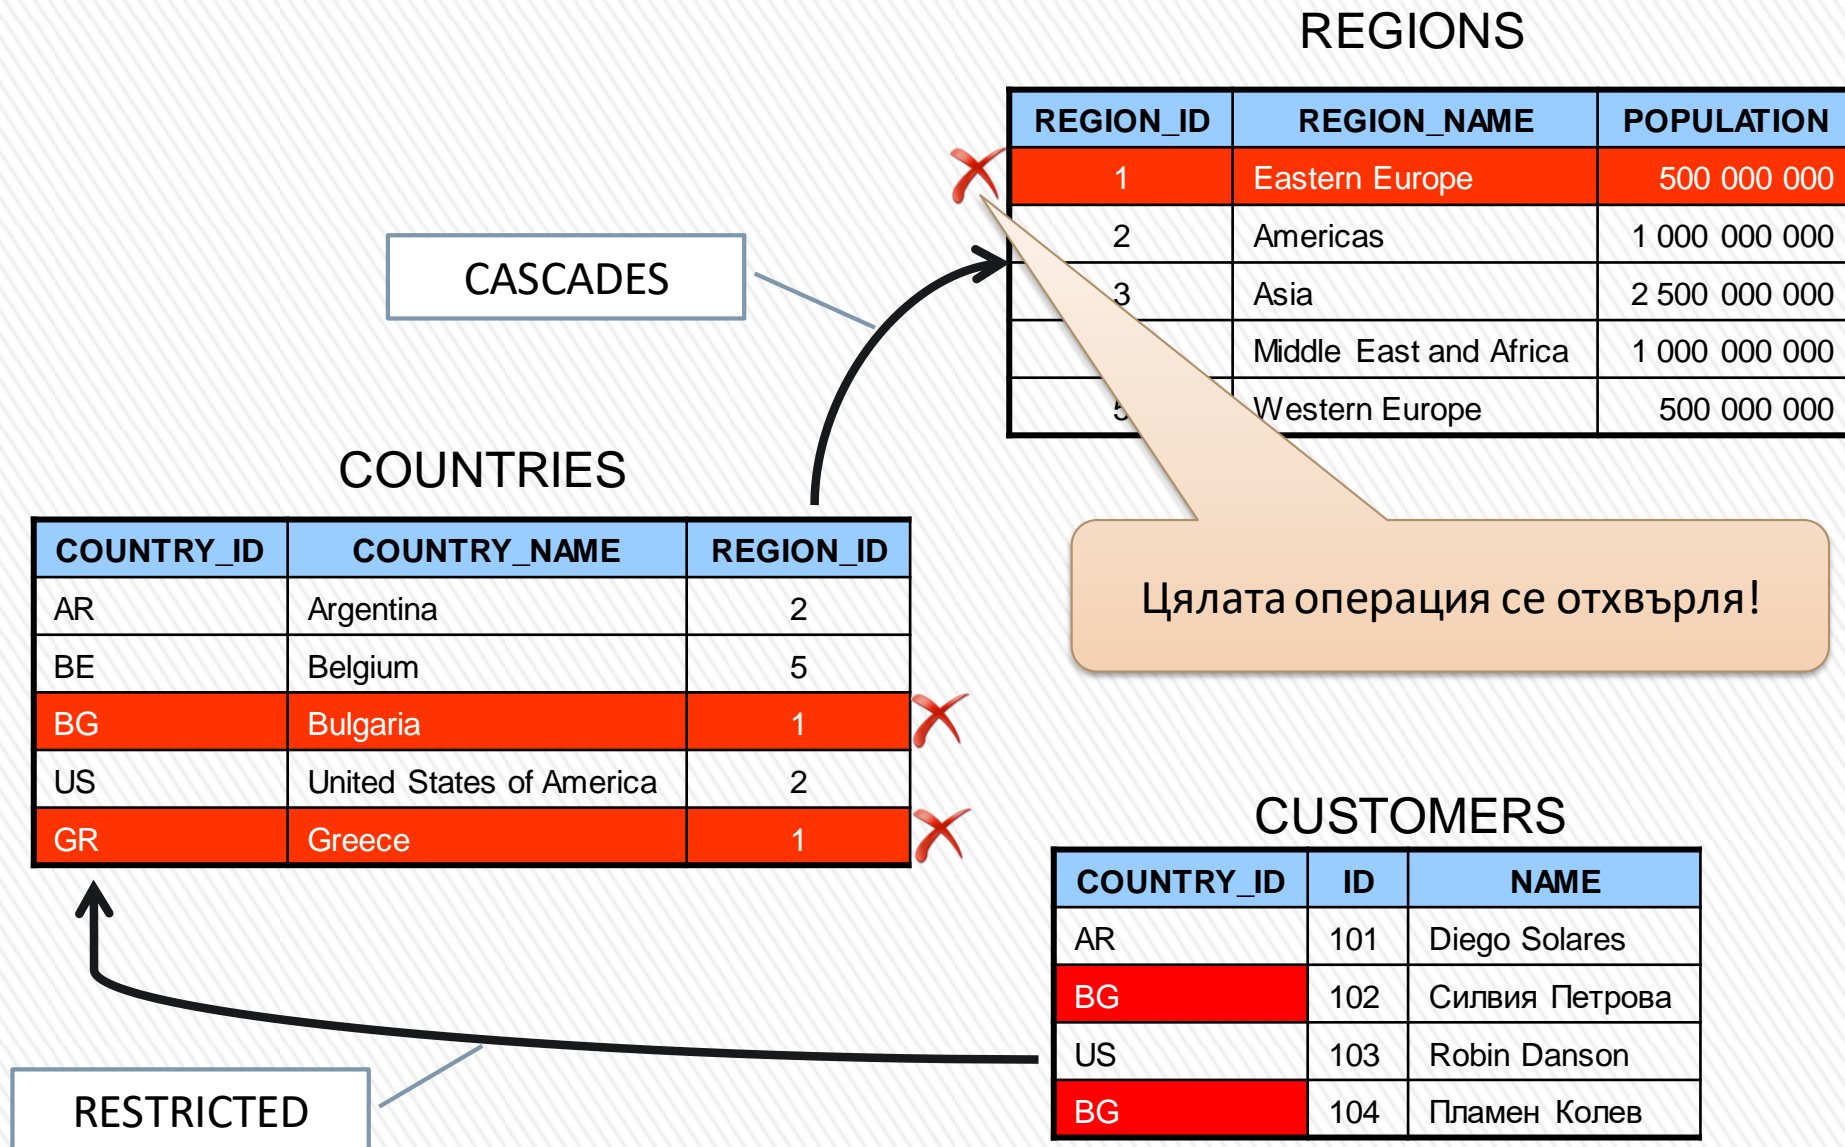 REGIONS
REGION_ID REGION_NAME POPULATION
1 Eastern Europe 500 000 000
2 Americas 1 000 000 000
3 Asia 2 500 000 000
Middle East and Africa 1 000 000 000
5 Western Europe 500 000 000
CASCADES
Цялата операция се отхвърля!
COUNTRIES
COUNTRY_ID COUNTRY_NAME REGION_ID
AR Argentina 2
BE Belgium 5
BG Bulgaria 1
US United States of America 2
GR Greece 1
CUSTOMERS
COUNTRY_ID ID NAME
AR 101 Diego Solares
BG 102 Силвия Петрова
US 103 Robin Danson
BG 104 Пламен Колев
RESTRICTED